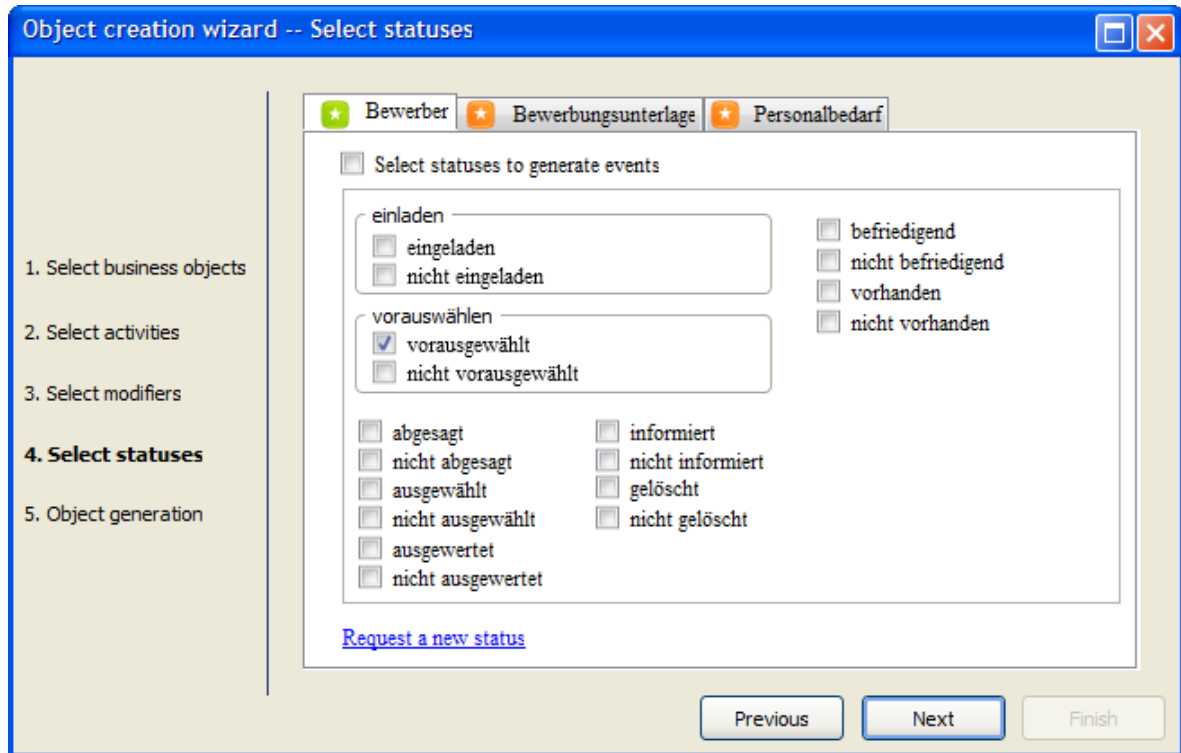 Object creation wizard -- Select statuses
Bewerber Bewerbungsunterlage Personalbedarf
Select statuses to generate events
einladen
eingeladen
nicht eingeladen
vorauswählen
vorausgewählt
nicht vorausgewählt
befriedigend
nicht befriedigend
vorhanden
nicht vorhanden
abgesagt
nicht abgesagt
ausgewählt
nicht ausgewählt
ausgewertet
nicht ausgewertet
informiert
nicht informiert
gelöscht
nicht gelöscht
Request a new status
1. Select business objects
2. Select activities
3. Select modifiers
4. Select statuses
5. Object generation
Previous Next Finish